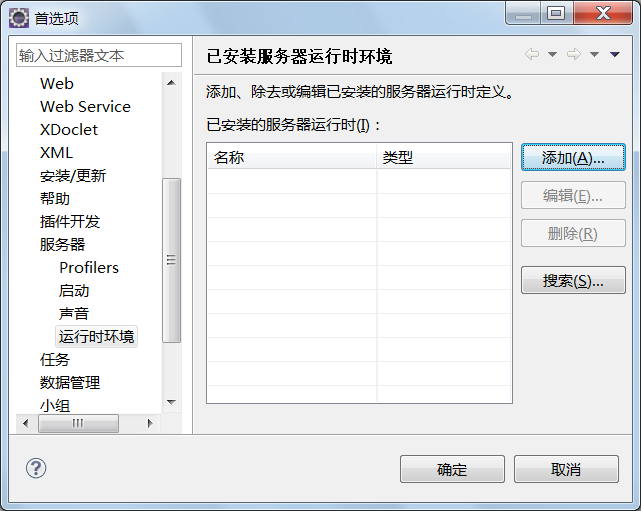 首选项
输入过滤器文本
Web
Web Service
XDoclet
XML
安装/更新
帮助
插件开发
服务器
Profilers
启动
声音
运行时环境
任务
数据管理
小组
已安装服务器运行时环境
添加、除去或编辑已安装的服务器运行时定义。
已安装的服务器运行时(I)：
名称 类型
添加(A)...
编辑(E)...
删除(R)
搜索(S)...
?
确定 取消